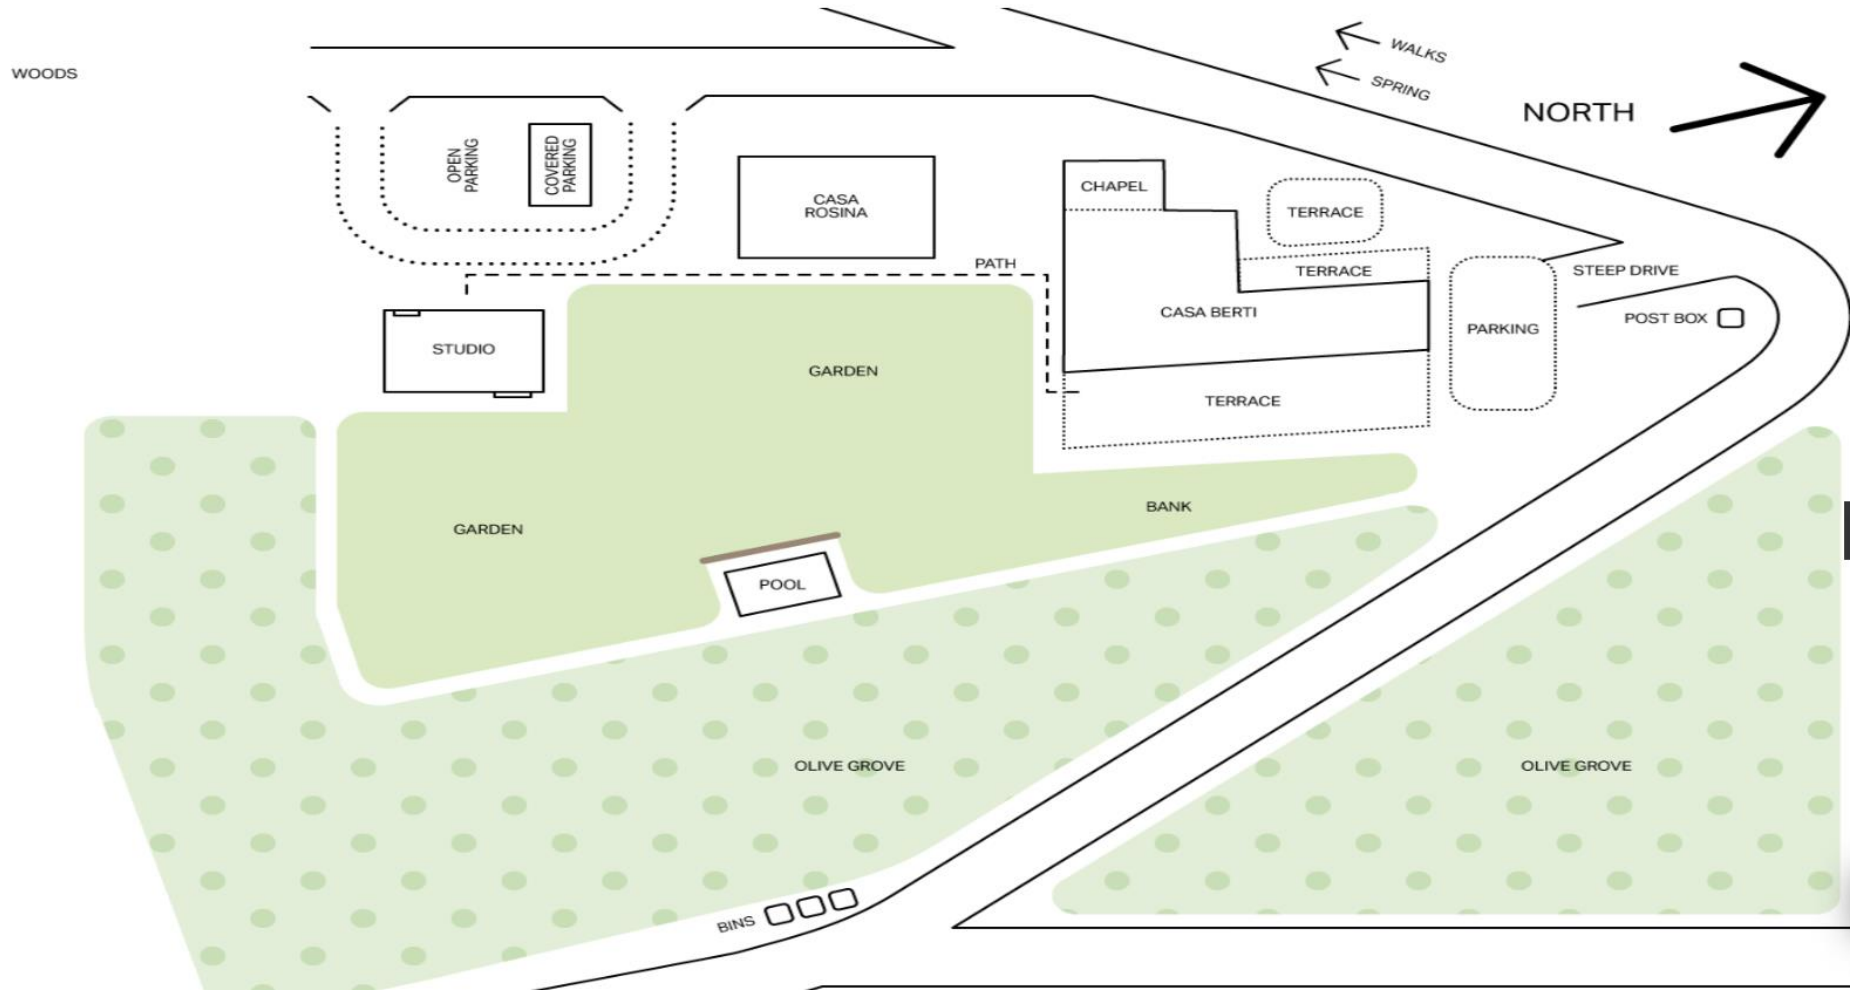 WALKS
WOODS
SPRING
NORTH
OPEN
PARKING
COVERED
PARKING
CHAPEL
CASA
ROSINA
TERRACE
PATH
TERRACE
STEEP DRIVE
CASA BERTI
POST BOX
PARKING
STUDIO
GARDEN
TERRACE
BANK
GARDEN
POOL
OLIVE GROVE
OLIVE GROVE
BINS